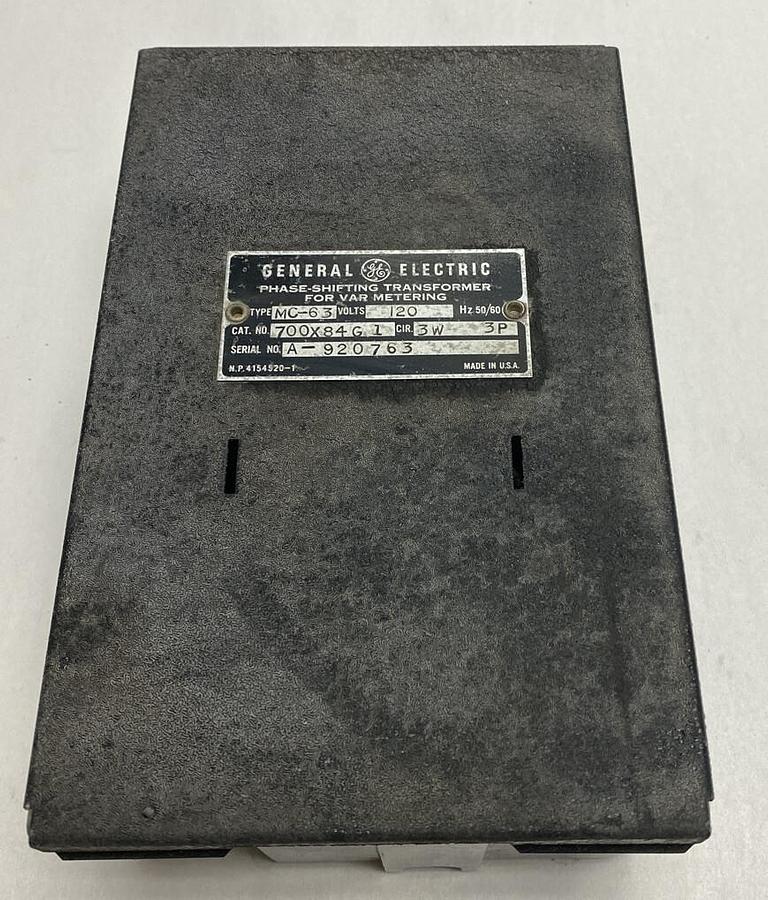 GENERAL GE ELECTRIC
PHASE-SHIFTING TRANSFORMER
FOR VAR METERING
TYPE MC-63 VOLTS 120 Hz 50/60
CAT. NO. 700X84G1 CIR. 3W 3P
SERIAL NO. A-920763
N.P. 4154520-1 MADE IN U.S.A.